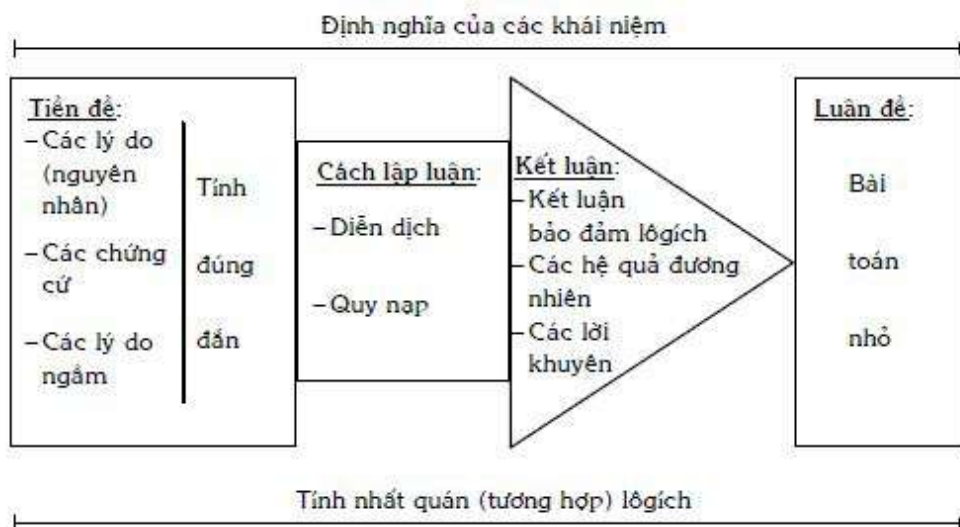 Định nghĩa của các khái niệm
Tiền đề:
– Các lý do
(nguyên
nhân)
– Các chứng
cứ
– Các lý do
ngầm
Tính
đúng
đắn
Cách lập luận:
– Diễn dịch
– Quy nạp
Kết luận:
– Kết luận
bảo đảm lôgích
– Các hệ quả đương
nhiên
– Các lời
khuyên
Luận đề:
Bài
toán
nhỏ
Tính nhất quán (tương hợp) lôgích